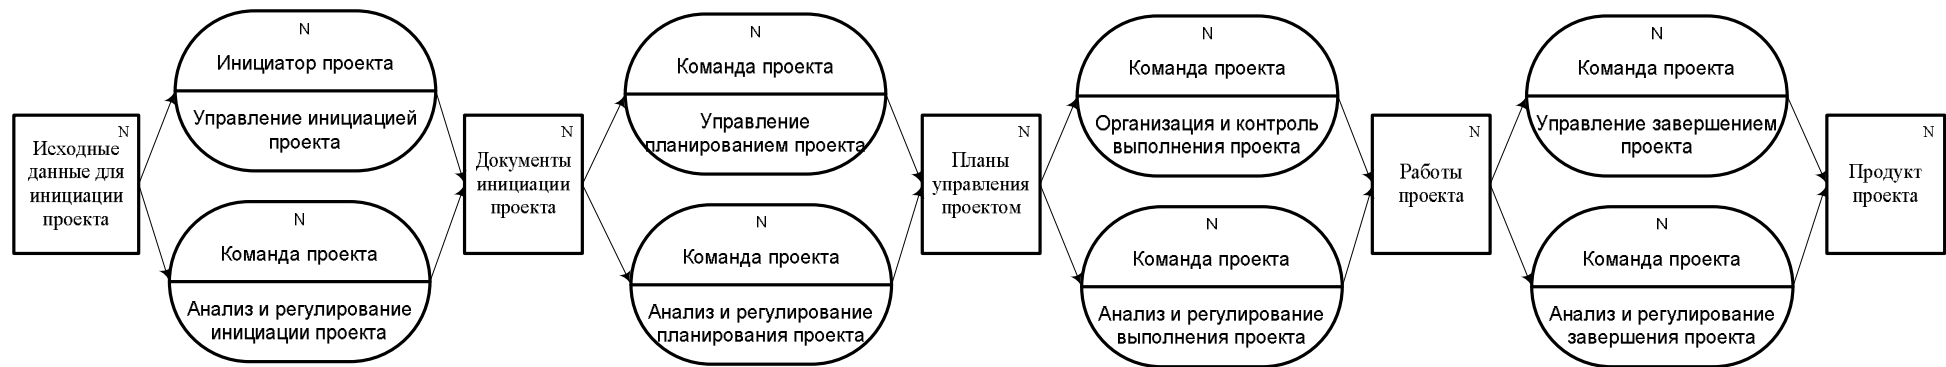 N
Исходные
данные для
инициации
проекта
N
Инициатор проекта
Управление инициацией
проекта
N
Команда проекта
Анализ и регулирование
инициации проекта
N
Документы
инициации
проекта
N
Команда проекта
Управление
планированием проекта
N
Команда проекта
Анализ и регулирование
планирования проекта
N
Планы
управления
проектом
N
Команда проекта
Организация и контроль
выполнения проекта
N
Команда проекта
Анализ и регулирование
выполнения проекта
N
Работы
проекта
N
Команда проекта
Управление завершением
проекта
N
Команда проекта
Анализ и регулирование
завершения проекта
N
Продукт
проекта